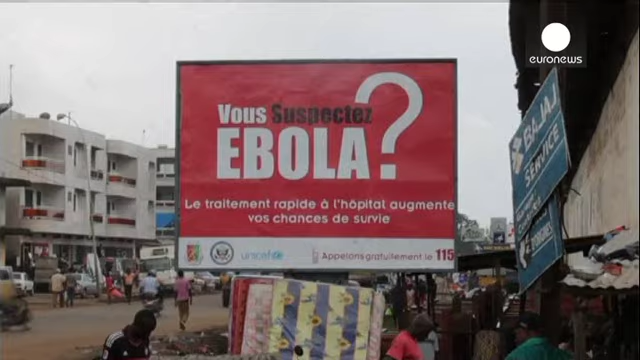 euronews
Vous Suspectez
EBOLA?
Le traitement rapide à l'hôpital augmente
vos chances de survie
unicef
Appelons gratuitement le 115
BAJAJ
SERVICE